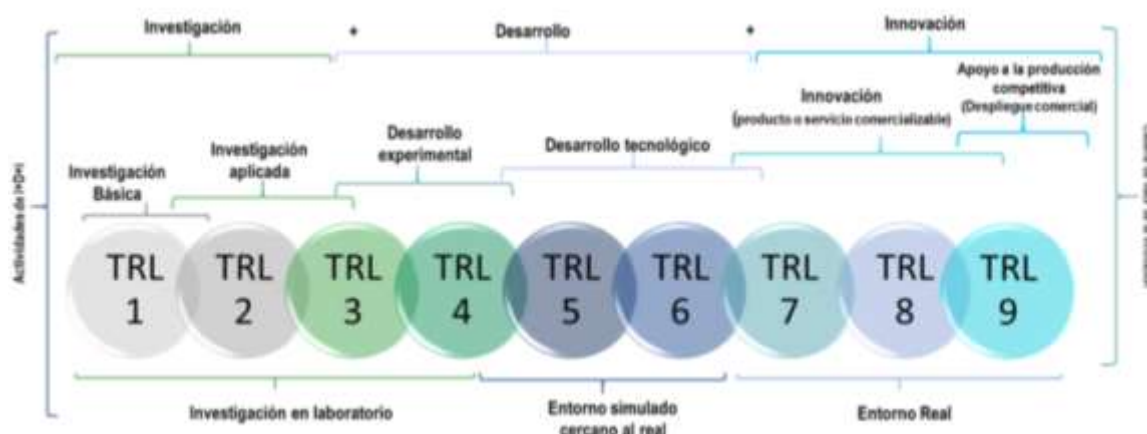 Investigación
Desarrollo
Innovación
Apoyo a la producción
competitiva
(Despliegue comercial)
Innovación
(producto o servicio comercializable)
Desarrollo
experimental
Desarrollo tecnológico
Investigación
aplicada
Investigación
Básica
Actividades de I+D+i
TRL
1
TRL
2
TRL
3
TRL
4
TRL
5
TRL
6
TRL
7
TRL
8
TRL
9
Investigación en laboratorio
Entorno simulado
cercano al real
Entorno Real